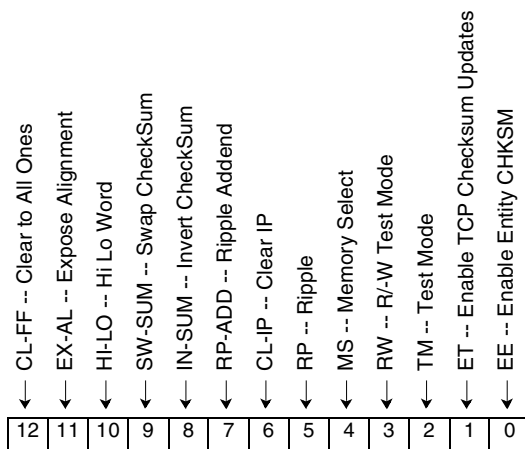 CL-FF -- Clear to All Ones
EX-AL -- Expose Alignment
HI-LO -- Hi Lo Word
SW-SUM -- Swap CheckSum
IN-SUM -- Invert CheckSum
RP-ADD -- Ripple Addend
CL-IP -- Clear IP
RP -- Ripple
MS -- Memory Select
RW -- R/-W Test Mode
TM -- Test Mode
ET -- Enable TCP Checksum Updates
EE -- Enable Entity CHKSM
12 11 10 9 8 7 6 5 4 3 2 1 0